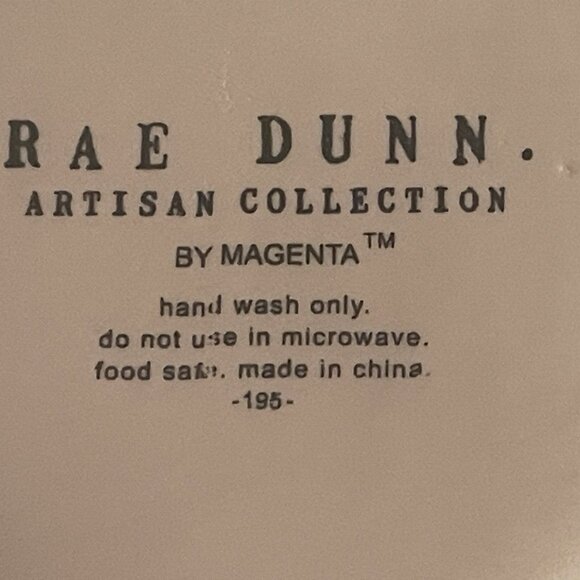 RAE DUNN.
ARTISAN COLLECTION
BY MAGENTA™
hand wash only.
do not use in microwave.
food safe. made in china.
-195-